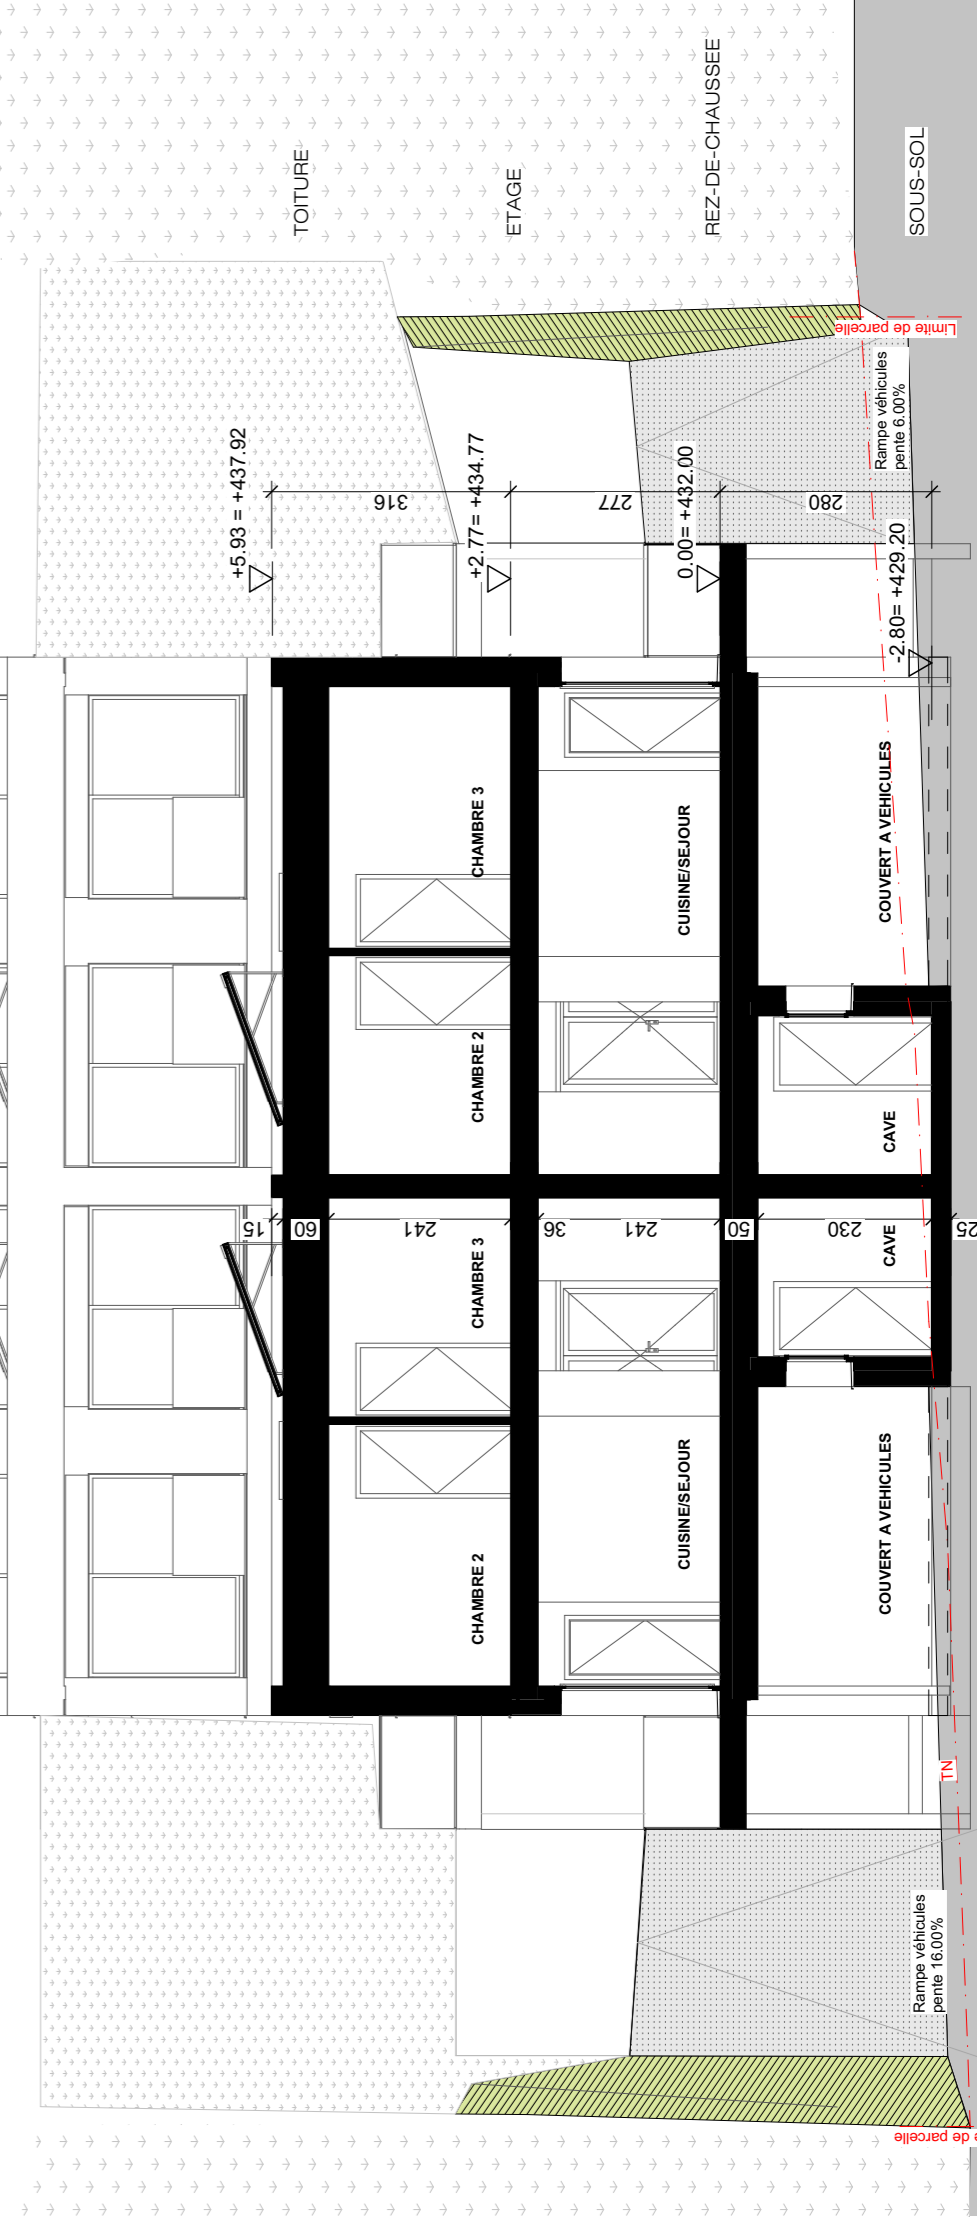 TOITURE
ETAGE
REZ-DE-CHAUSSEE
SOUS-SOL
+5.93 = +437.92
+2.77= +434.77
0.00= +432.00
-2.80= +429.20
316
277
280
Limite de parcelle
Rampe véhicules
pente 6.00%
CHAMBRE 2
CHAMBRE 3
CHAMBRE 2
CHAMBRE 3
CUISINE/SEJOUR
CUISINE/SEJOUR
COUVERT A VEHICULES
CAVE
CAVE
COUVERT A VEHICULES
15
60
241
36
241
50
230
25
TN
Rampe véhicules
pente 16.00%
de parcelle